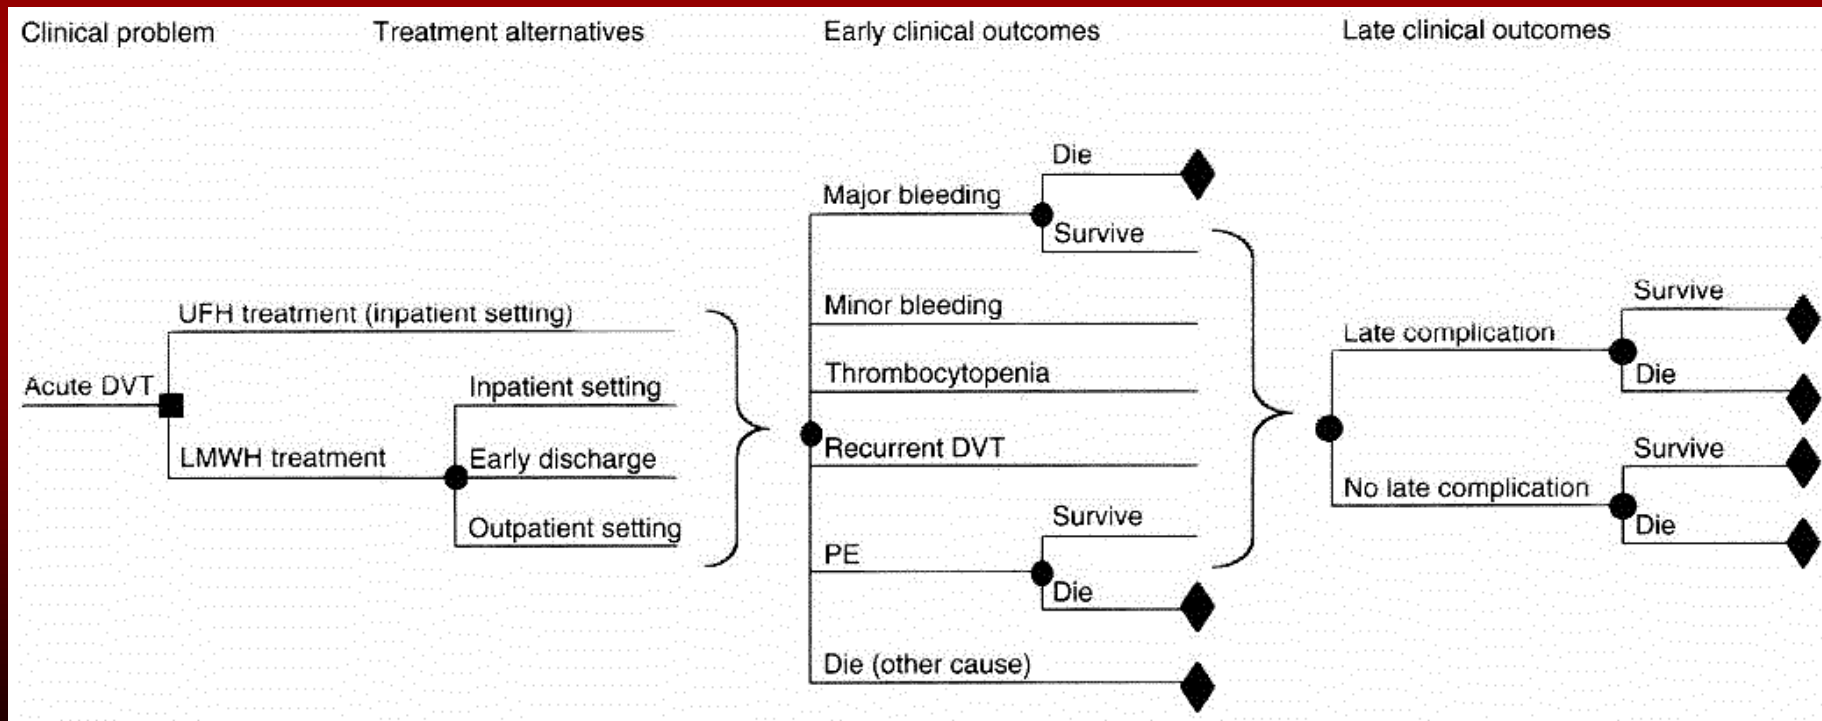 Clinical problem
Treatment alternatives
Early clinical outcomes
Late clinical outcomes
Acute DVT
UFH treatment (inpatient setting)
LMWH treatment
Inpatient setting
Early discharge
Outpatient setting
Major bleeding
Die
Survive
Minor bleeding
Thrombocytopenia
Recurrent DVT
PE
Survive
Die
Die (other cause)
Late complication
Survive
Die
No late complication
Survive
Die